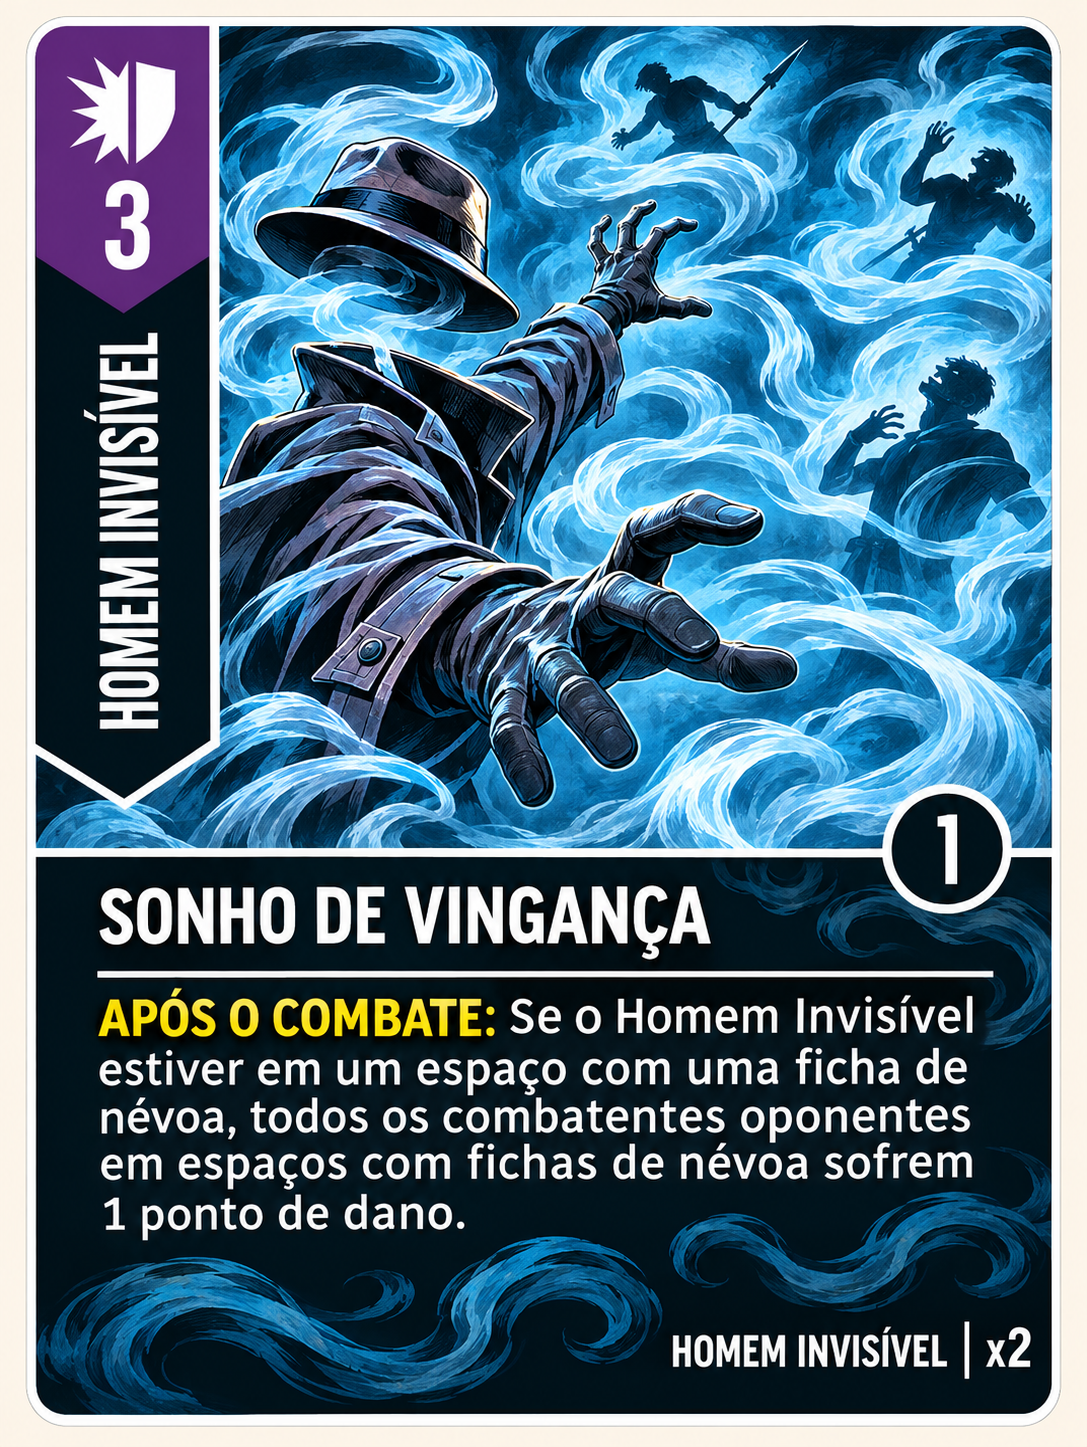 3
HOMEM INVISÍVEL
1
SONHO DE VINGANÇA
APÓS O COMBATE: Se o Homem Invisível
estiver em um espaço com uma ficha de
névoa, todos os combatentes oponentes
em espaços com fichas de névoa sofrem
1 ponto de dano.
HOMEM INVISÍVEL | x2